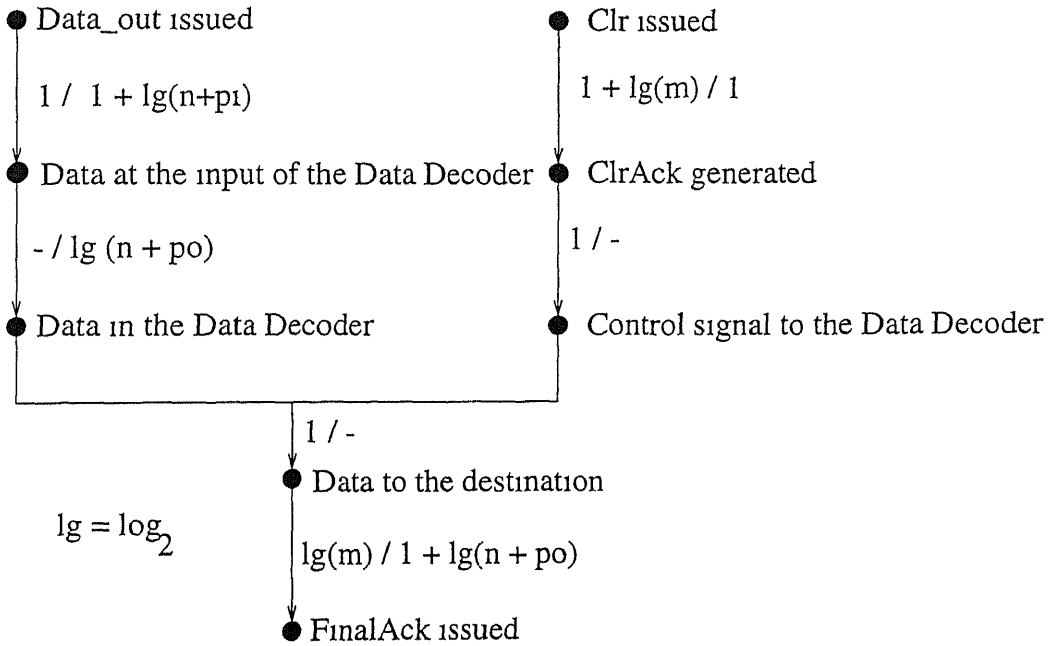 Data_out issued
1 / 1 + lg(n+pi)
Data at the input of the Data Decoder
- / lg (n + po)
Data in the Data Decoder
Clr issued
1 + lg(m) / 1
ClrAck generated
1 / -
Control signal to the Data Decoder
1 / -
Data to the destination
lg = log2
lg(m) / 1 + lg(n + po)
FinalAck issued